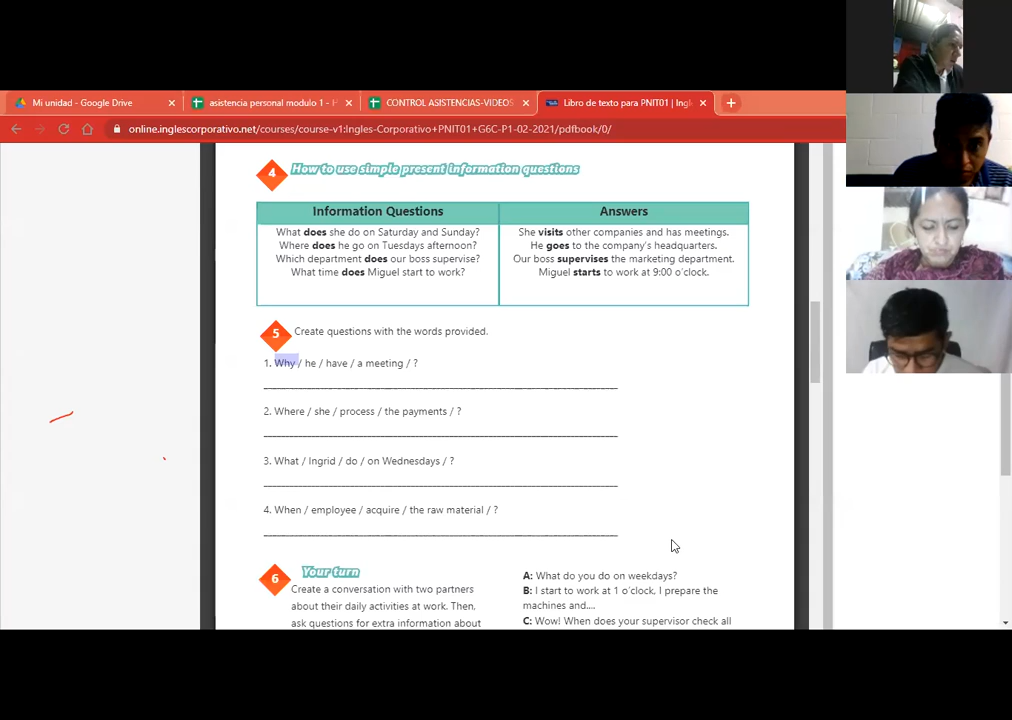 Mi unidad - Google Drive
asistencia personal modulo 1 - H
CONTROL ASISTENCIAS-VIDEOS
Libro de texto para PNIT01 | Ingl
online.inglescorporativo.net/courses/course-v1:Ingles-Corporativo+PNIT01+G6C-P1-02-2021/pdfbook/0/
4 How to use simple present information questions
Information Questions
Answers
What does she do on Saturday and Sunday?
She visits other companies and has meetings.
Where does he go on Tuesdays afternoon?
He goes to the company's headquarters.
Which department does our boss supervise?
Our boss supervises the marketing department.
What time does Miguel start to work?
Miguel starts to work at 9:00 o'clock.
5 Create questions with the words provided.
1. Why / he / have / a meeting / ?
2. Where / she / process / the payments / ?
3. What / Ingrid / do / on Wednesdays / ?
4. When / employee / acquire / the raw material / ?
6 Your turn
Create a conversation with two partners
about their daily activities at work. Then,
ask questions for extra information about
A: What do you do on weekdays?
B: I start to work at 1 o'clock, I prepare the
machines and....
C: Wow! When does your supervisor check all